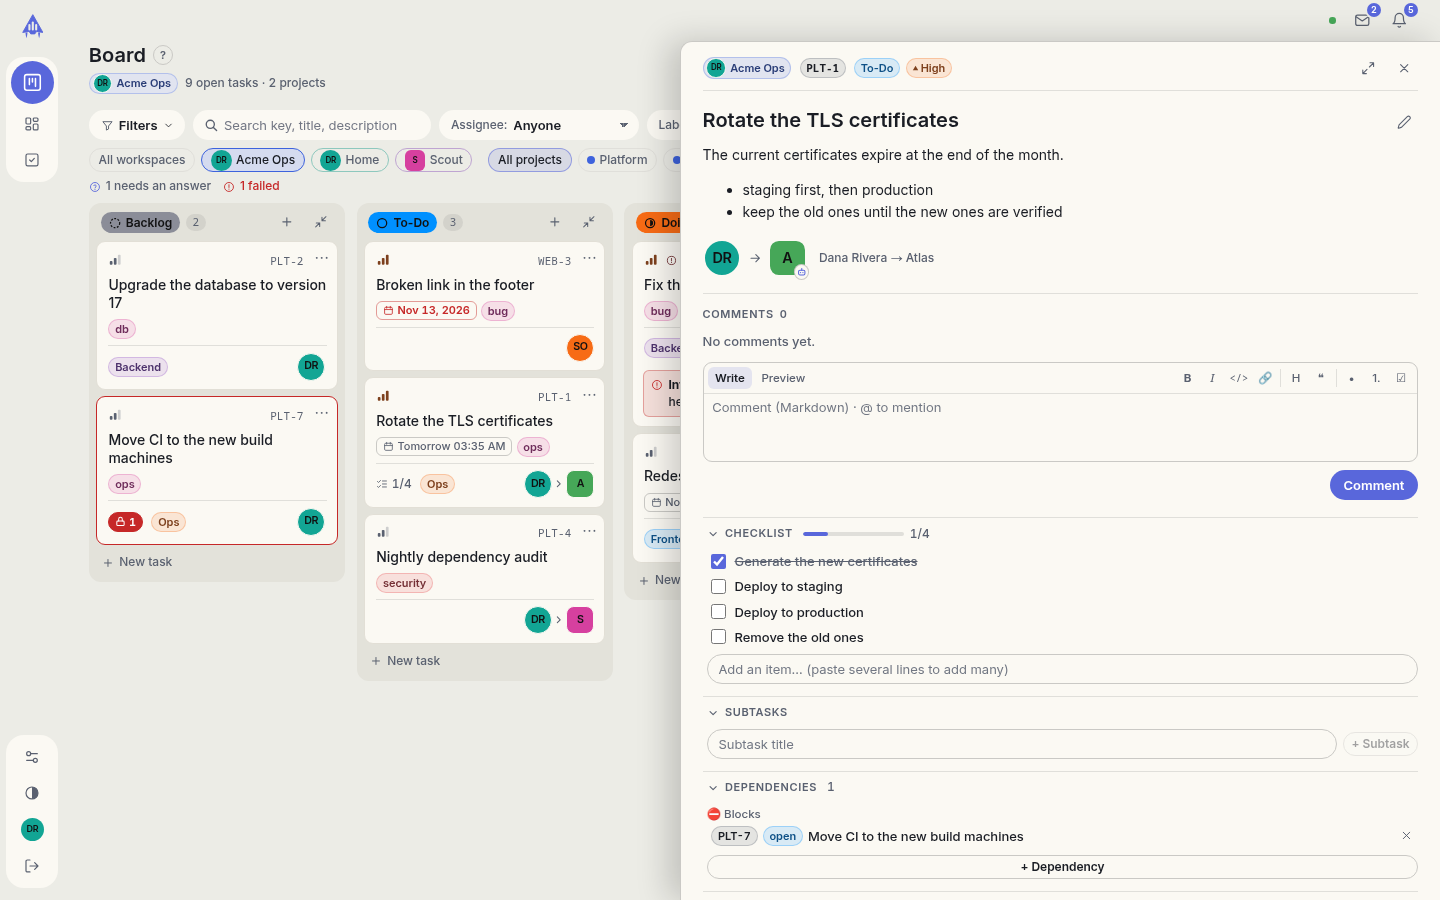 2
5
Board
?
DR Acme Ops 9 open tasks · 2 projects
Filters
Search key, title, description
Assignee: Anyone
All workspaces
DR Acme Ops
DR Home
S Scout
All projects
Platform
1 needs an answer
1 failed
Backlog 2
PLT-2
Upgrade the database to version 17
db
Backend
DR
PLT-7
Move CI to the new build machines
ops
1
Ops
DR
+ New task
To-Do 3
WEB-3
Broken link in the footer
Nov 13, 2026
bug
SO
PLT-1
Rotate the TLS certificates
Tomorrow 03:35 AM
ops
1/4
Ops
DR > A
PLT-4
Nightly dependency audit
security
DR > S
+ New task
bug
DR
DR Acme Ops
PLT-1
To-Do
High
Rotate the TLS certificates
The current certificates expire at the end of the month.
• staging first, then production
• keep the old ones until the new ones are verified
DR → A Dana Rivera → Atlas
COMMENTS 0
No comments yet.
Write
Preview
B I </> H ❝ • 1. ☑
Comment (Markdown) · @ to mention
Comment
CHECKLIST 1/4
Generate the new certificates
Deploy to staging
Deploy to production
Remove the old ones
Add an item... (paste several lines to add many)
SUBTASKS
Subtask title
+ Subtask
DEPENDENCIES 1
Blocks
PLT-7 open Move CI to the new build machines
+ Dependency